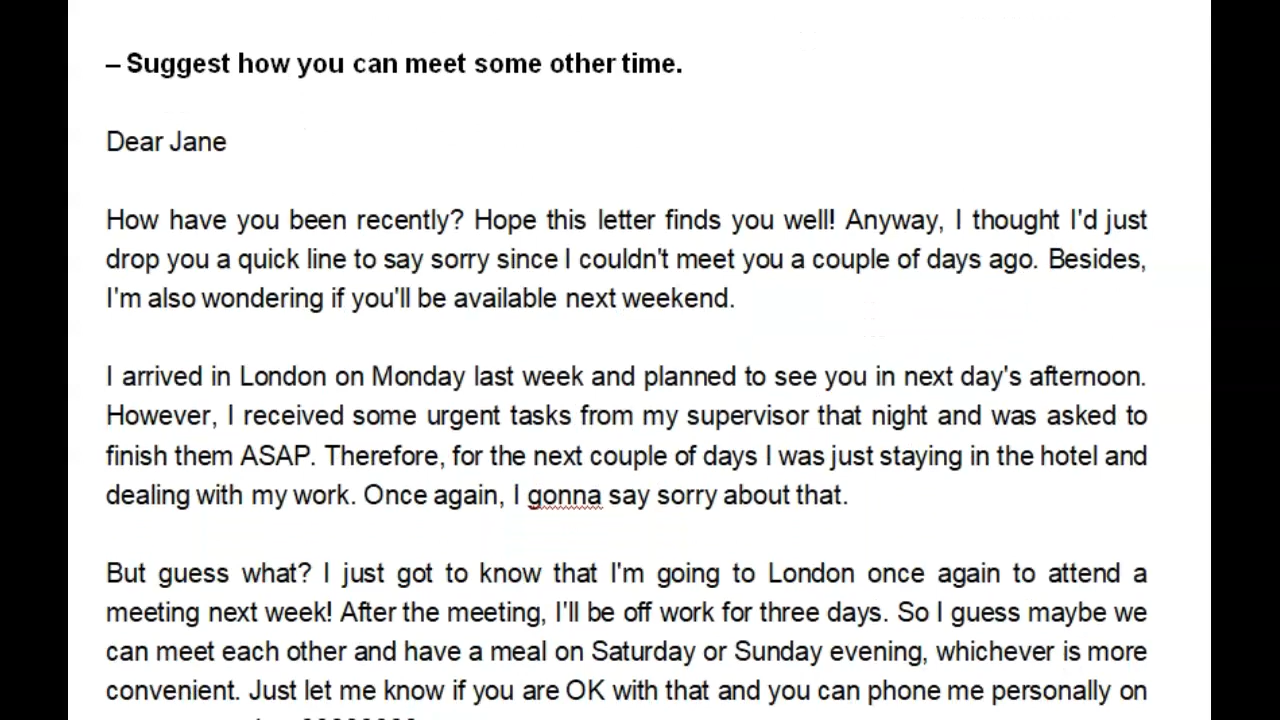 – Suggest how you can meet some other time.
Dear Jane
How have you been recently? Hope this letter finds you well! Anyway, I thought I'd just
drop you a quick line to say sorry since I couldn't meet you a couple of days ago. Besides,
I'm also wondering if you'll be available next weekend.
I arrived in London on Monday last week and planned to see you in next day's afternoon.
However, I received some urgent tasks from my supervisor that night and was asked to
finish them ASAP. Therefore, for the next couple of days I was just staying in the hotel and
dealing with my work. Once again, I gonna say sorry about that.
But guess what? I just got to know that I'm going to London once again to attend a
meeting next week! After the meeting, I'll be off work for three days. So I guess maybe we
can meet each other and have a meal on Saturday or Sunday evening, whichever is more
convenient. Just let me know if you are OK with that and you can phone me personally on